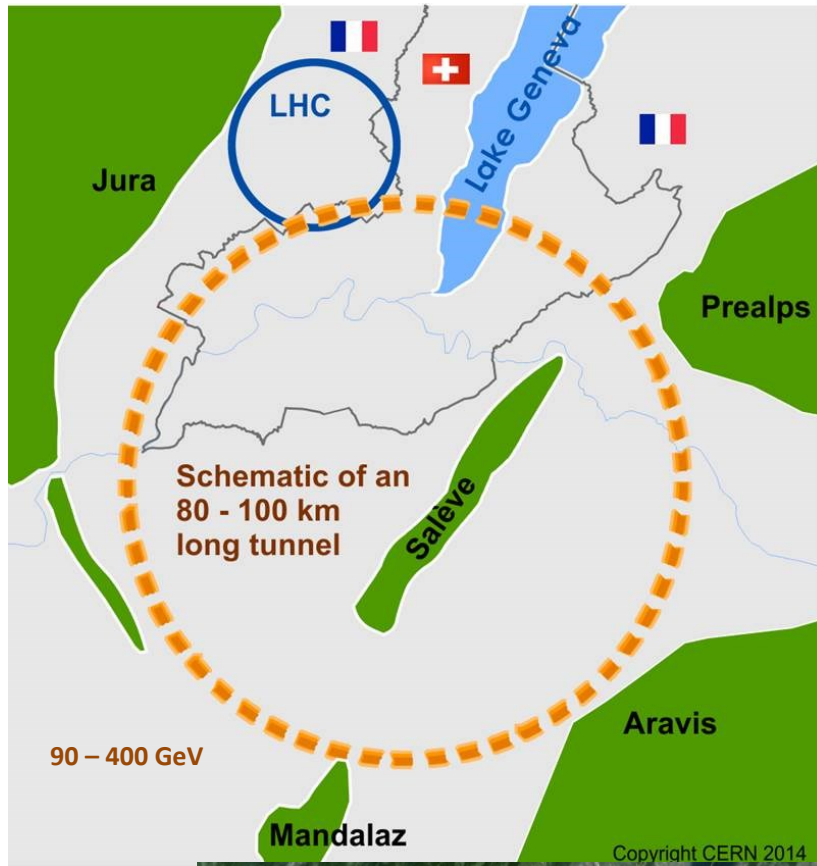 LHC
Lake Geneva
Jura
Prealps
Schematic of an
80 - 100 km
long tunnel
Salève
Aravis
90 – 400 GeV
Mandalaz
Copyright CERN 2014